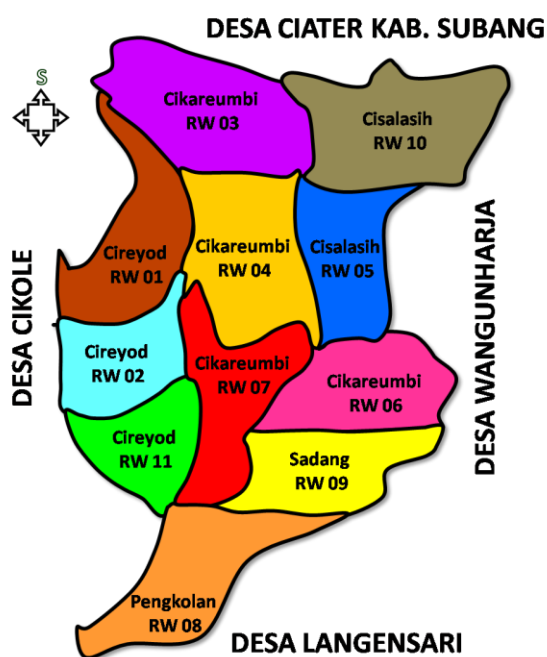 DESA CIATER KAB. SUBANG
S
Cikareumbi
RW 03
Cisalasih
RW 10
Cireyod
RW 01
Cikareumbi
RW 04
Cisalasih
RW 05
DESA CIKOLE
DESA WANGUNHARJA
Cireyod
RW 02
Cikareumbi
RW 07
Cikareumbi
RW 06
Cireyod
RW 11
Sadang
RW 09
Pengkolan
RW 08
DESA LANGENSARI